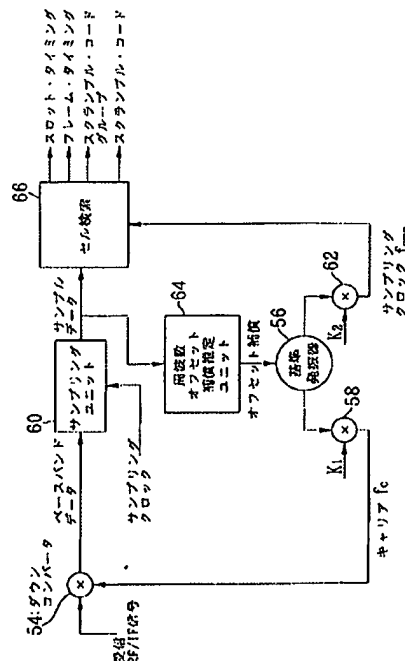 スロット・タイミング
フレーム・タイミング
スクランブル・コード
グループ
スクランブル・コード
66
セル検索
サンプル
データ
サンプリング
クロック
60
サンプリング
ユニット
ベースバンド
データ
サンプリング
クロック
64
周波数
オフセット
補償推定
ユニット
オフセット補償
56
基準
発振器
62
×
K2
58
×
K1
キャリア fc
54:ダウン
コンバータ
×
受信
RF/IF信号